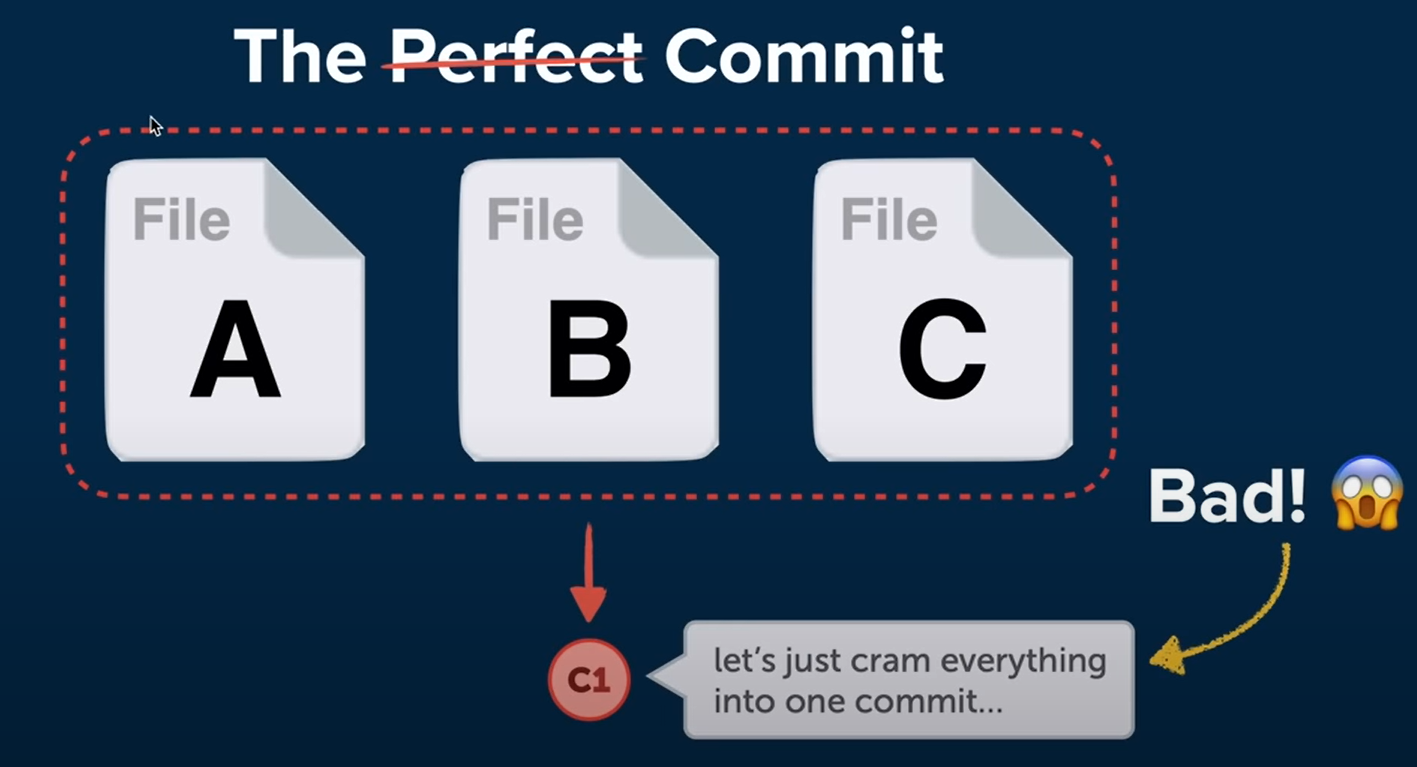 The Perfect Commit
File
A
File
B
File
C
Bad! 😱
C1
let's just cram everything
into one commit...